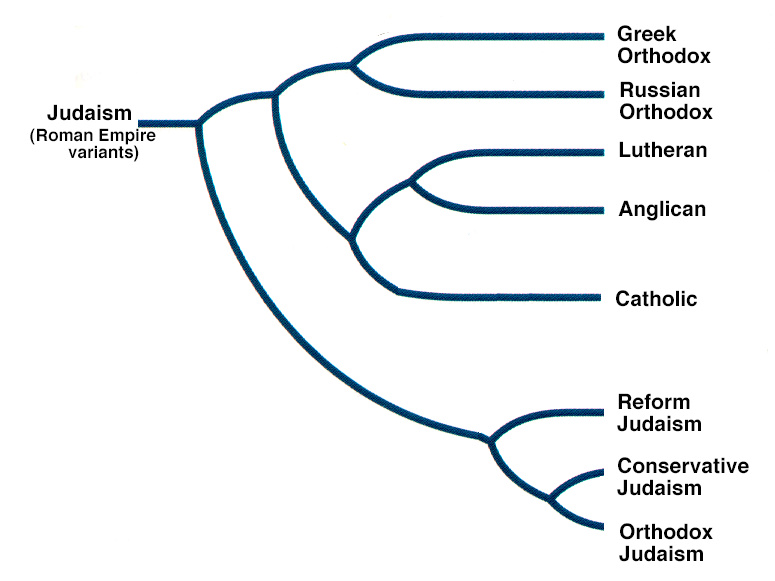 Judaism
(Roman Empire
variants)
Greek
Orthodox
Russian
Orthodox
Lutheran
Anglican
Catholic
Reform
Judaism
Conservative
Judaism
Orthodox
Judaism